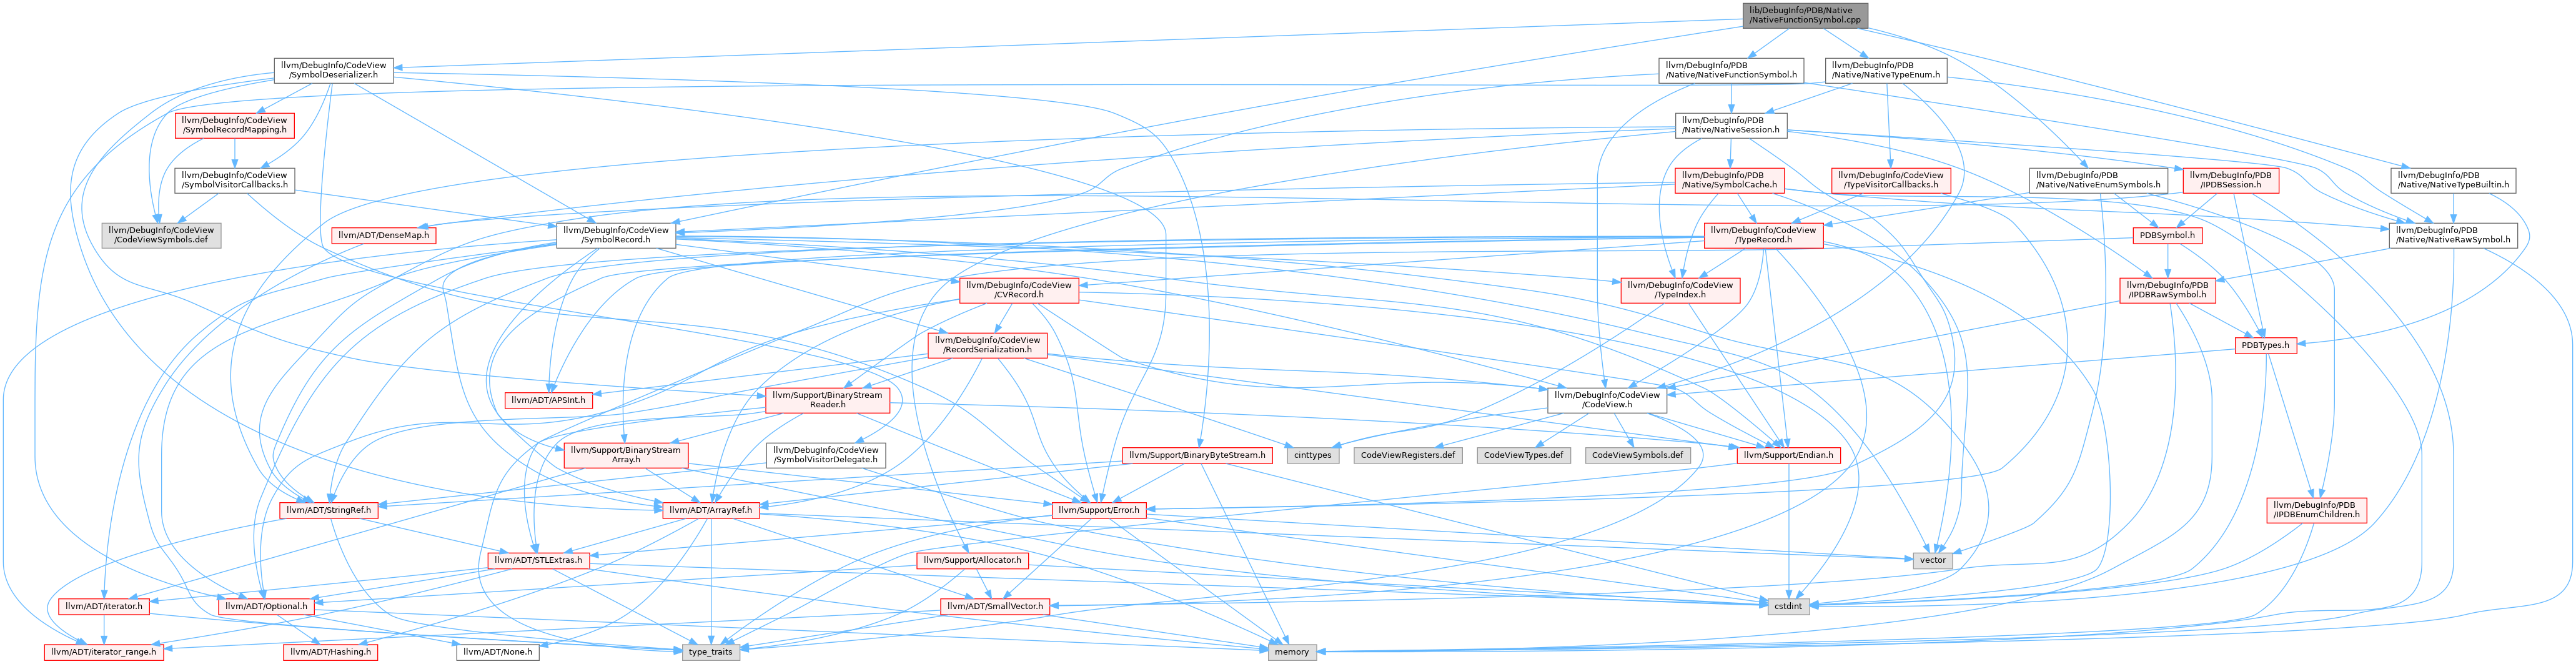 lib/DebugInfo/PDB/Native
/NativeFunctionSymbol.cpp
llvm/DebugInfo/CodeView
/SymbolDeserializer.h
llvm/DebugInfo/PDB
/Native/NativeFunctionSymbol.h
llvm/DebugInfo/PDB
/Native/NativeTypeEnum.h
llvm/DebugInfo/CodeView
/SymbolRecordMapping.h
llvm/DebugInfo/PDB
/Native/NativeSession.h
llvm/DebugInfo/CodeView
/SymbolVisitorCallbacks.h
llvm/DebugInfo/PDB
/Native/SymbolCache.h
llvm/DebugInfo/CodeView
/TypeVisitorCallbacks.h
llvm/DebugInfo/PDB
/Native/NativeEnumSymbols.h
llvm/DebugInfo/PDB
/IPDBSession.h
llvm/DebugInfo/PDB
/Native/NativeTypeBuiltin.h
llvm/DebugInfo/CodeView
/CodeViewSymbols.def
llvm/ADT/DenseMap.h
llvm/DebugInfo/CodeView
/SymbolRecord.h
llvm/DebugInfo/CodeView
/TypeRecord.h
PDBSymbol.h
llvm/DebugInfo/PDB
/Native/NativeRawSymbol.h
llvm/DebugInfo/CodeView
/CVRecord.h
llvm/DebugInfo/CodeView
/TypeIndex.h
llvm/DebugInfo/PDB
/IPDBRawSymbol.h
llvm/DebugInfo/CodeView
/RecordSerialization.h
PDBTypes.h
llvm/ADT/APSInt.h
llvm/Support/BinaryStream
Reader.h
llvm/DebugInfo/CodeView
/CodeView.h
llvm/Support/BinaryStream
Array.h
llvm/DebugInfo/CodeView
/SymbolVisitorDelegate.h
llvm/Support/BinaryByteStream.h
cinttypes
CodeViewRegisters.def
CodeViewTypes.def
CodeViewSymbols.def
llvm/Support/Endian.h
llvm/ADT/StringRef.h
llvm/ADT/ArrayRef.h
llvm/Support/Error.h
llvm/DebugInfo/PDB
/IPDBEnumChildren.h
llvm/ADT/STLExtras.h
llvm/Support/Allocator.h
vector
llvm/ADT/iterator.h
llvm/ADT/Optional.h
llvm/ADT/SmallVector.h
cstdint
llvm/ADT/iterator_range.h
llvm/ADT/Hashing.h
llvm/ADT/None.h
type_traits
memory